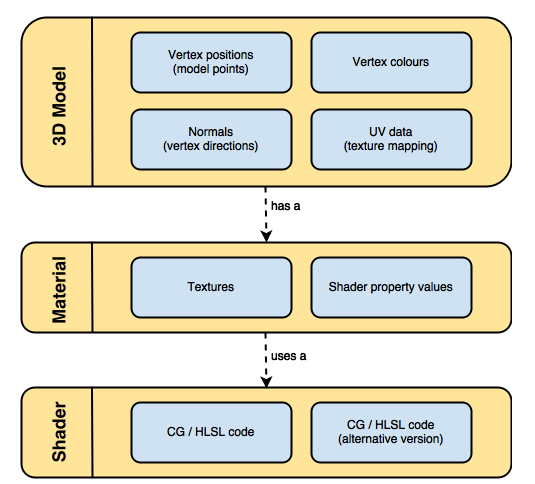 3D Model
Vertex positions
(model points)
Vertex colours
Normals
(vertex directions)
UV data
(texture mapping)
has a
Material
Textures
Shader property values
uses a
Shader
CG / HLSL code
CG / HLSL code
(alternative version)